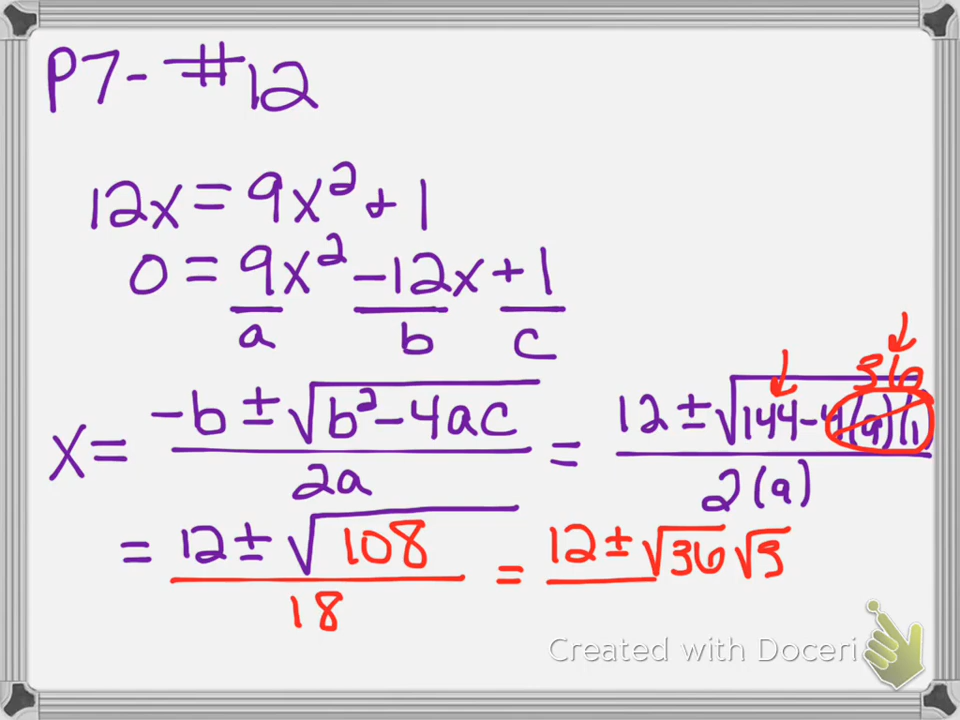 P7- #12
12x = 9x² + 1
0 = 9x² - 12x + 1
a b c
x = -b ± √b² - 4ac / 2a = 12 ± √144 - 4(9)(1) / 2(9)
36
= 12 ± √108 / 18 = 12 ± √36 √3
Created with Doceri